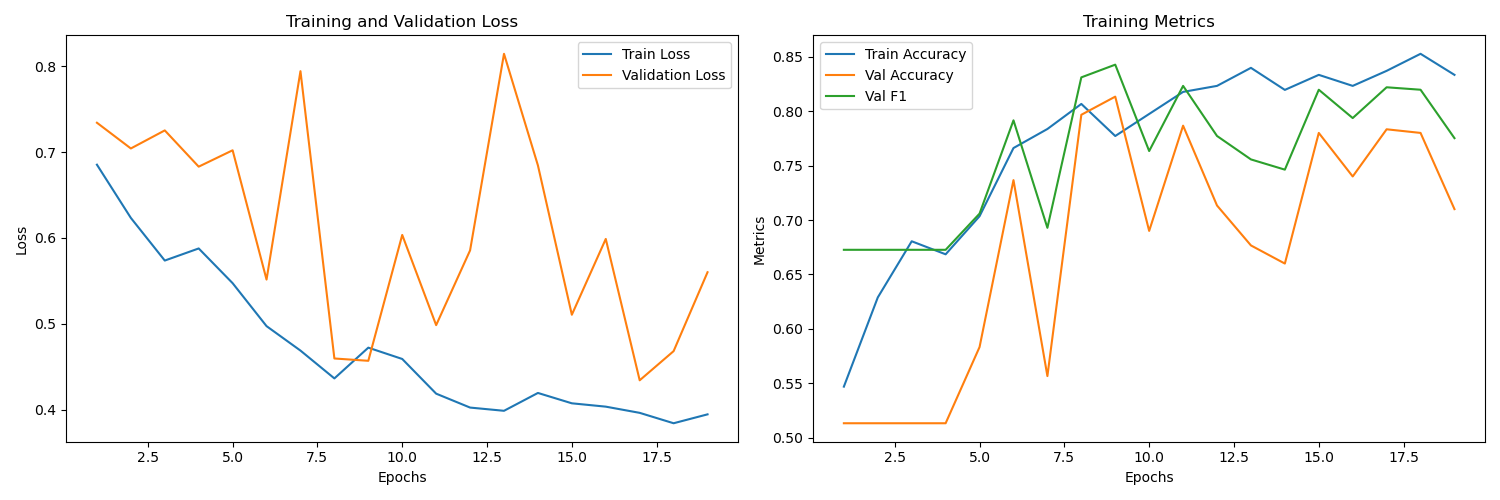 Training and Validation Loss
Train Loss
Validation Loss
0.8
0.7
0.6
0.5
0.4
Loss
2.5 5.0 7.5 10.0 12.5 15.0 17.5
Epochs
Training Metrics
Train Accuracy
Val Accuracy
Val F1
0.85
0.80
0.75
0.70
0.65
0.60
0.55
0.50
Metrics
2.5 5.0 7.5 10.0 12.5 15.0 17.5
Epochs